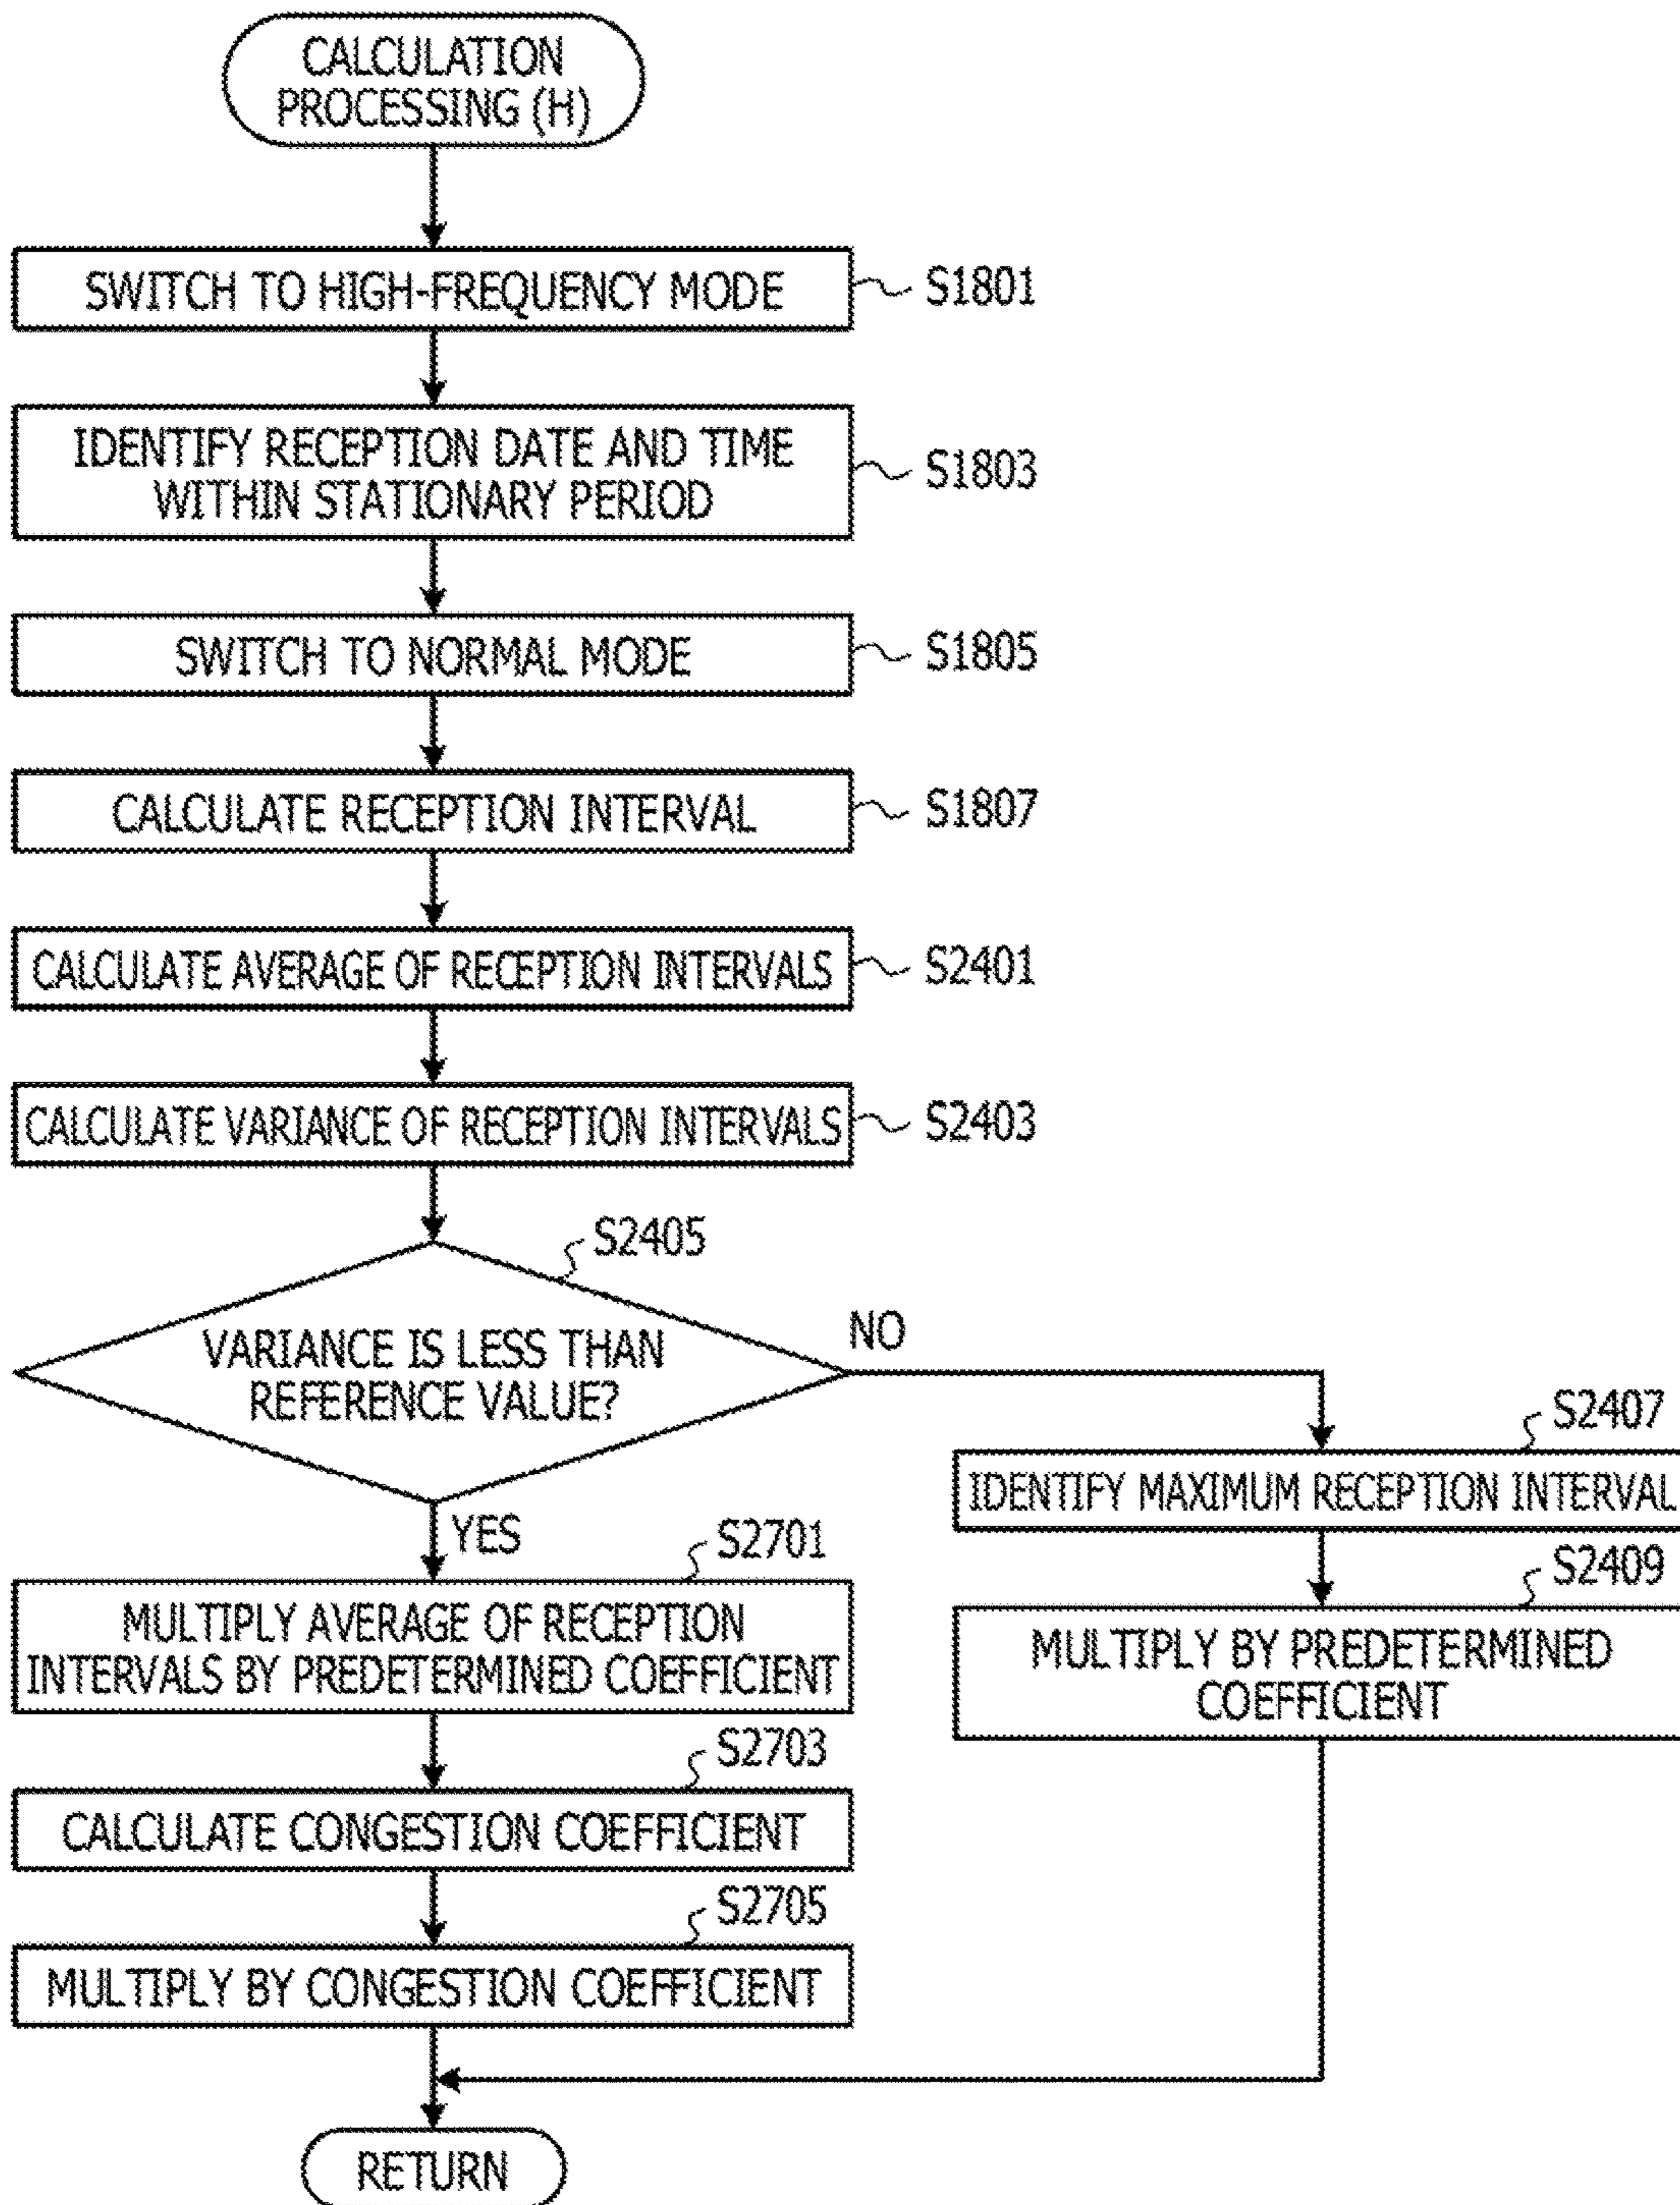 CALCULATION
PROCESSING (H)
SWITCH TO HIGH-FREQUENCY MODE
S1801
IDENTIFY RECEPTION DATE AND TIME
WITHIN STATIONARY PERIOD
S1803
SWITCH TO NORMAL MODE
S1805
CALCULATE RECEPTION INTERVAL
S1807
CALCULATE AVERAGE OF RECEPTION INTERVALS
S2401
CALCULATE VARIANCE OF RECEPTION INTERVALS
S2403
S2405
VARIANCE IS LESS THAN
REFERENCE VALUE?
NO
YES
S2407
IDENTIFY MAXIMUM RECEPTION INTERVAL
S2409
MULTIPLY BY PREDETERMINED
COEFFICIENT
S2701
MULTIPLY AVERAGE OF RECEPTION
INTERVALS BY PREDETERMINED COEFFICIENT
S2703
CALCULATE CONGESTION COEFFICIENT
S2705
MULTIPLY BY CONGESTION COEFFICIENT
RETURN